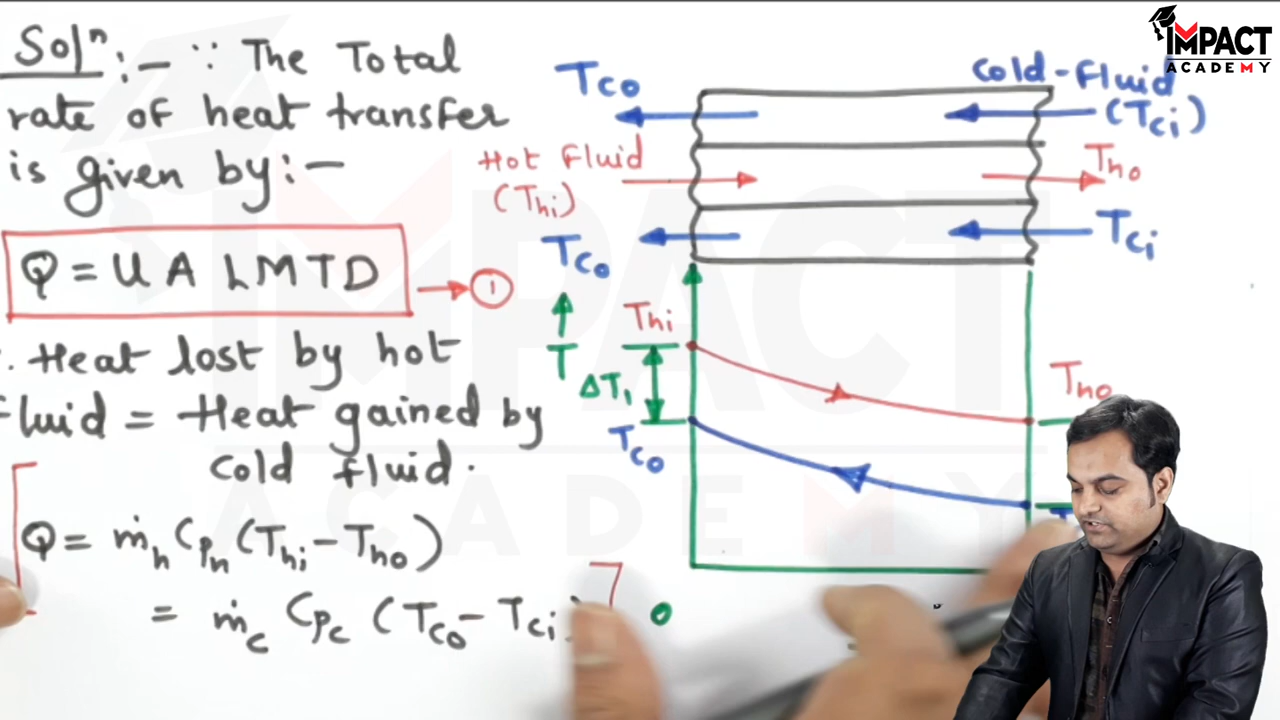 Solⁿ:- ∵ The Total
rate of heat transfer
is given by:-
Q = U A LMTD → ①
∵ Heat lost by hot
fluid = Heat gained by
cold fluid.
Q = ṁh Cph (Thi - Tho)
= ṁc Cpc (Tco - Tci)
Tco
Cold-Fluid
(Tci)
Hot Fluid
(Thi)
Tho
Tco
Tci
Thi
T
ΔT1
Tco
Tho
IMPACT
ACADEMY
IMPACT
ACADEMY